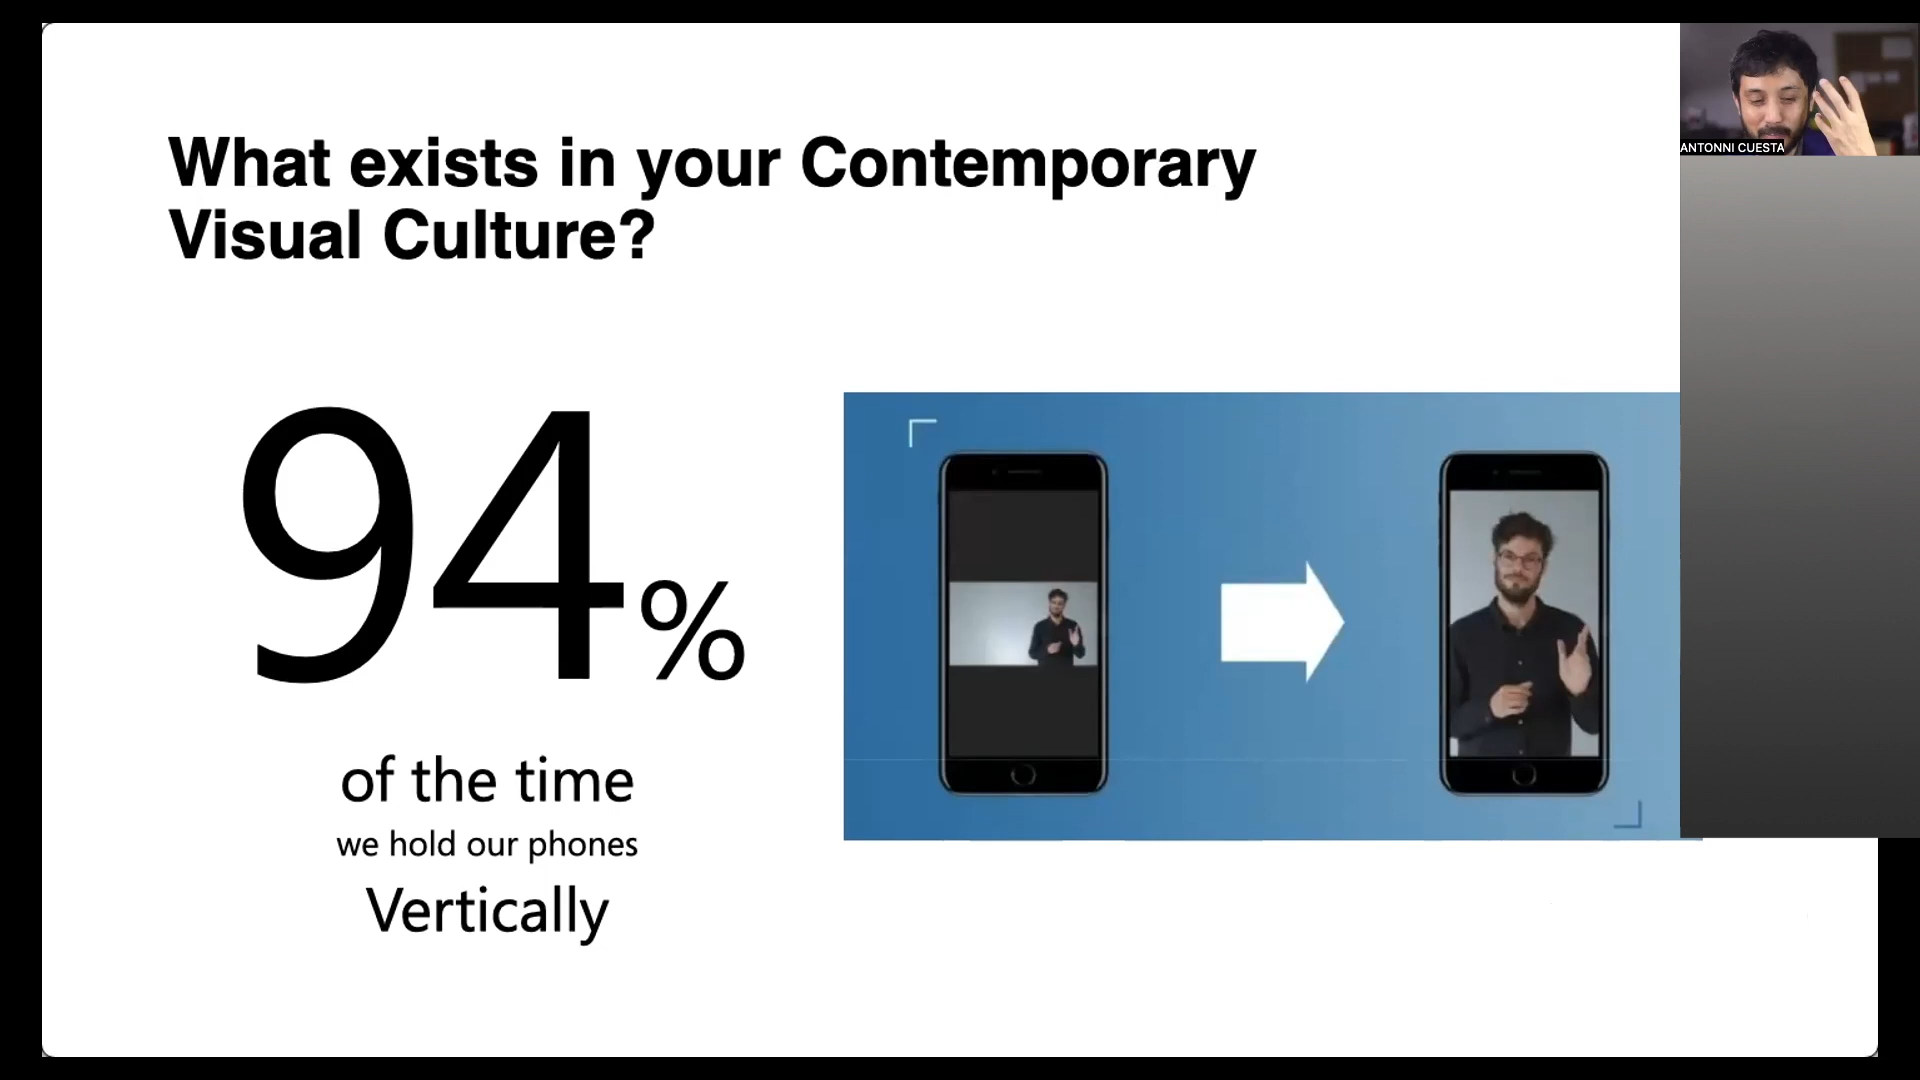 What exists in your Contemporary
Visual Culture?
94%
of the time
we hold our phones
Vertically
ANTONNI CUESTA